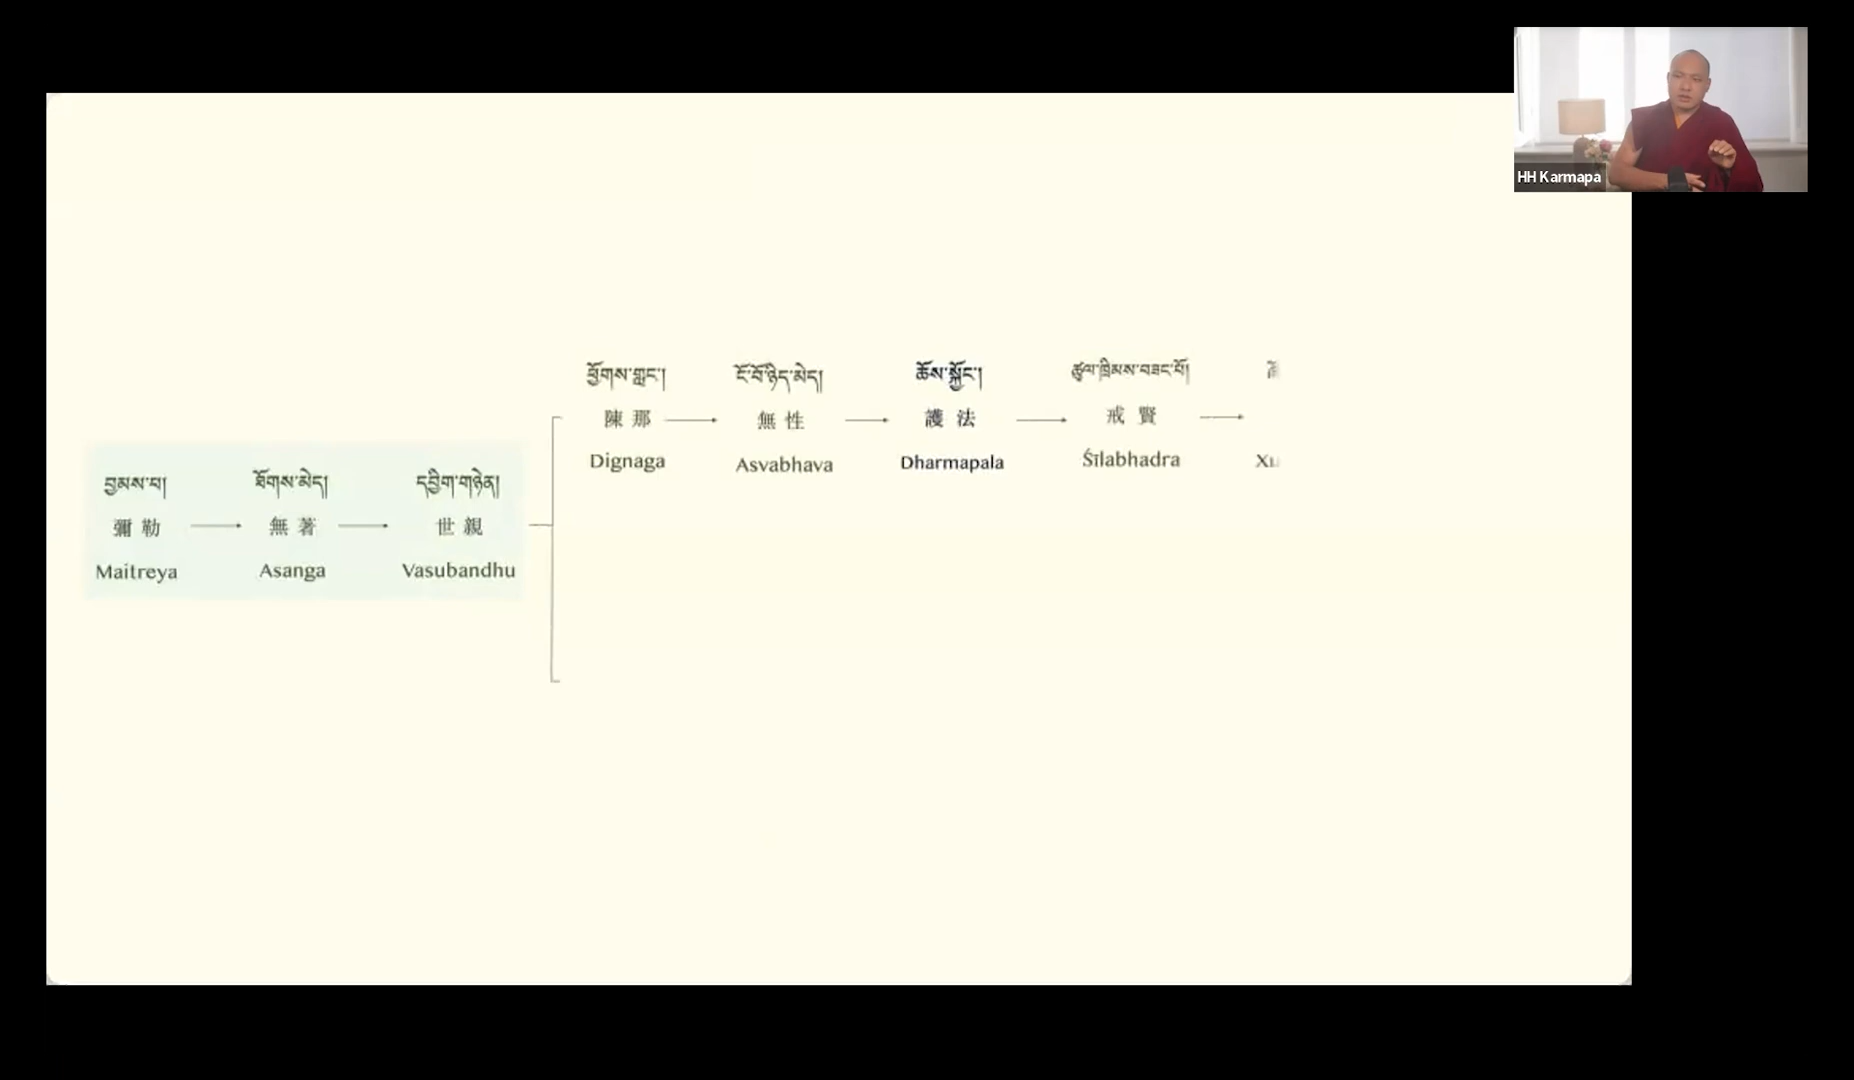 HH Karmapa
ཕྱོགས་གླང་།
陳那
Dignaga
ངོ་བོ་ཉིད་མེད།
無性
Asvabhava
ཆོས་སྐྱོང་།
護法
Dharmapala
ཚུལ་ཁྲིམས་བཟང་པོ།
戒賢
Śīlabhadra
བྱམས་པ།
彌勒
Maitreya
ཐོགས་མེད།
無著
Asanga
དབྱིག་གཉེན།
世親
Vasubandhu